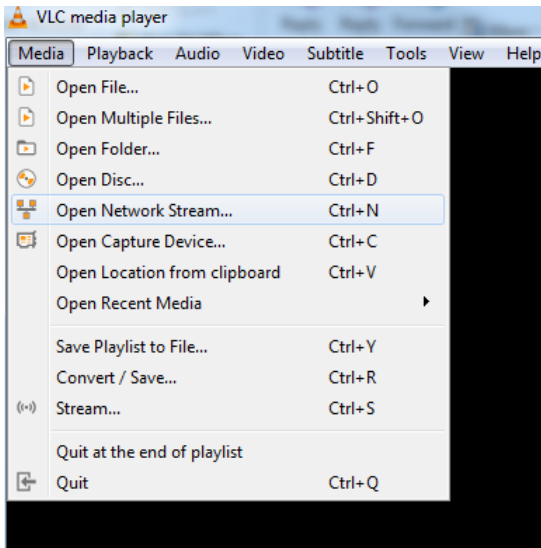 VLC media player
Media Playback Audio Video Subtitle Tools View Help
Open File... Ctrl+O
Open Multiple Files... Ctrl+Shift+O
Open Folder... Ctrl+F
Open Disc... Ctrl+D
Open Network Stream... Ctrl+N
Open Capture Device... Ctrl+C
Open Location from clipboard Ctrl+V
Open Recent Media
Save Playlist to File... Ctrl+Y
Convert / Save... Ctrl+R
Stream... Ctrl+S
Quit at the end of playlist
Quit Ctrl+Q